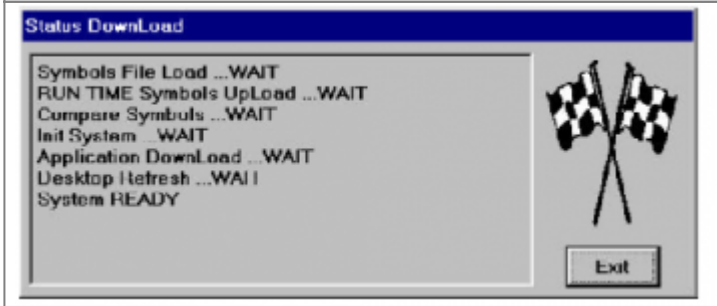 Status DownLoad
Symbols File Load ...WAIT
RUN TIME Symbols UpLoad ...WAIT
Compare Symbols ...WAIT
Init System ...WAIT
Application DownLoad ...WAIT
Desktop Refresh ...WAIT
System READY
Exit